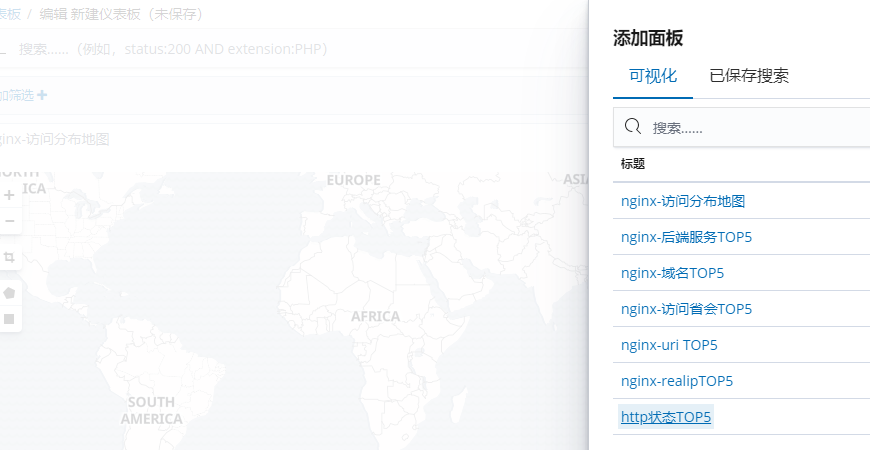 表板 / 编辑 新建仪表板（未保存）
搜索……（例如，status:200 AND extension:PHP）
加筛选
ginx-访问分布地图
EUROPE
ICA
AFRICA
SOUTH
AMERICA
添加面板
可视化 已保存搜索
搜索……
标题
nginx-访问分布地图
nginx-后端服务TOP5
nginx-域名TOP5
nginx-访问省会TOP5
nginx-uri TOP5
nginx-realipTOP5
http状态TOP5